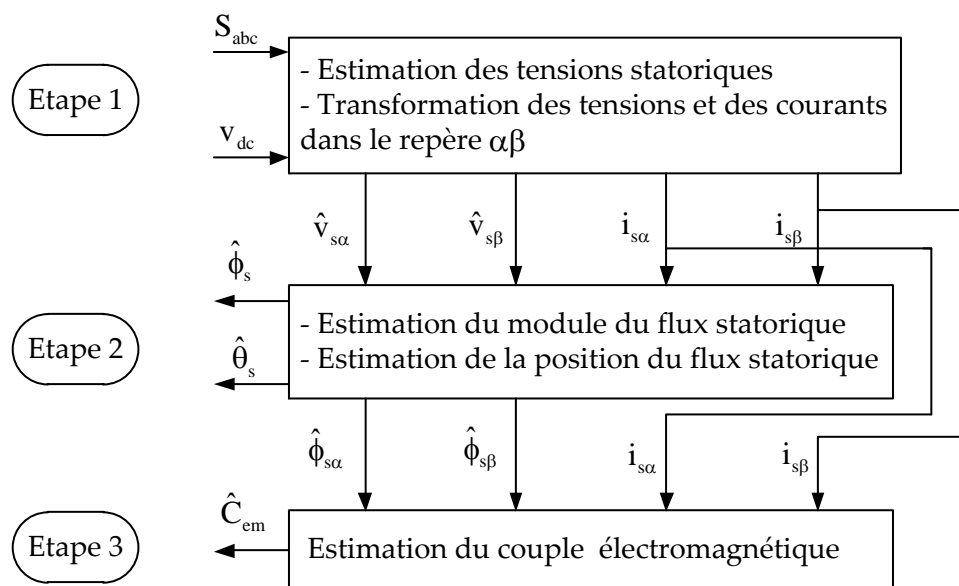 S_abc
Etape 1
- Estimation des tensions statoriques
- Transformation des tensions et des courants
dans le repère αβ
v_dc
v̂_sα v̂_sβ i_sα i_sβ
ϕ̂_s
Etape 2
- Estimation du module du flux statorique
- Estimation de la position du flux statorique
θ̂_s
ϕ̂_sα ϕ̂_sβ i_sα i_sβ
Ĉ_em
Etape 3
Estimation du couple électromagnétique